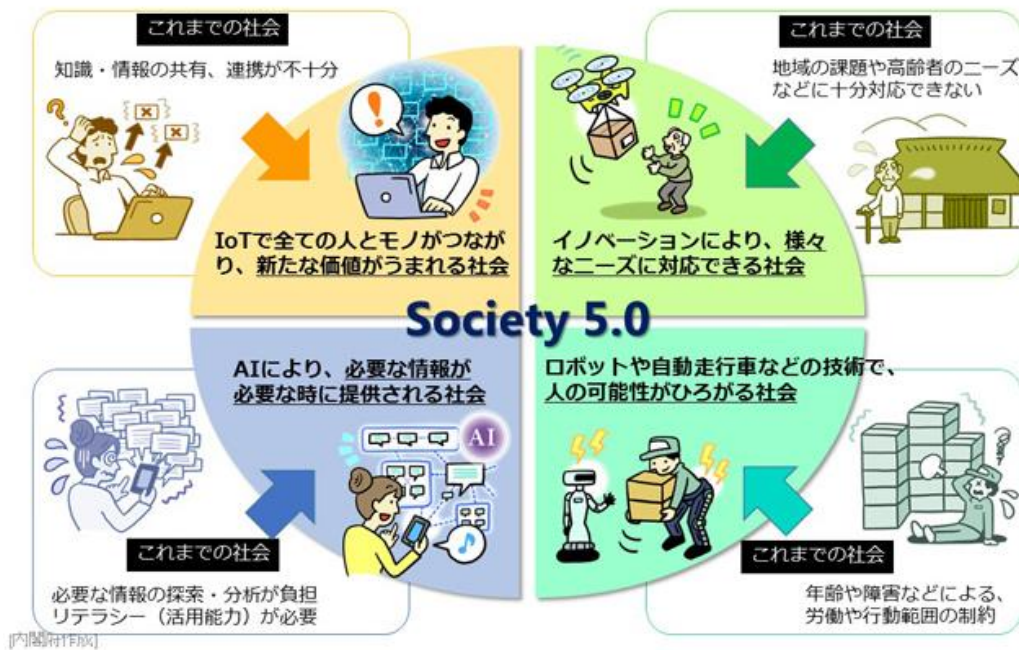 これまでの社会
知識・情報の共有、連携が不十分
IoTで全ての人とモノがつなが
り、新たな価値がうまれる社会
これまでの社会
地域の課題や高齢者のニーズ
などに十分対応できない
イノベーションにより、様々
なニーズに対応できる社会
Society 5.0
AIにより、必要な情報が
必要な時に提供される社会
AI
これまでの社会
必要な情報の探索・分析が負担
リテラシー（活用能力）が必要
ロボットや自動走行車などの技術で、
人の可能性がひろがる社会
これまでの社会
年齢や障害などによる、
労働や行動範囲の制約
[内閣府作成]